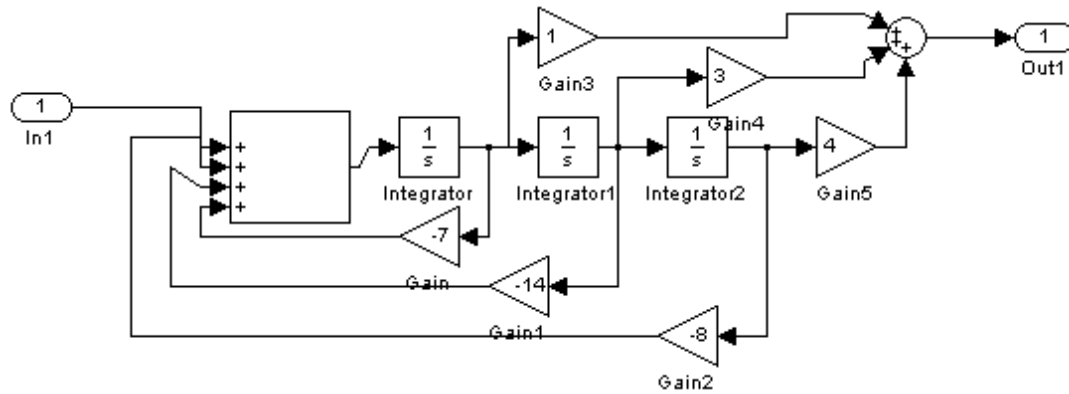 1
Gain3
1
Out1
3
Gain4
1
In1
+
+
+
+
+
+
+
1
s
Integrator
1
s
Integrator1
1
s
Integrator2
4
Gain5
-7
Gain
-14
Gain1
-8
Gain2